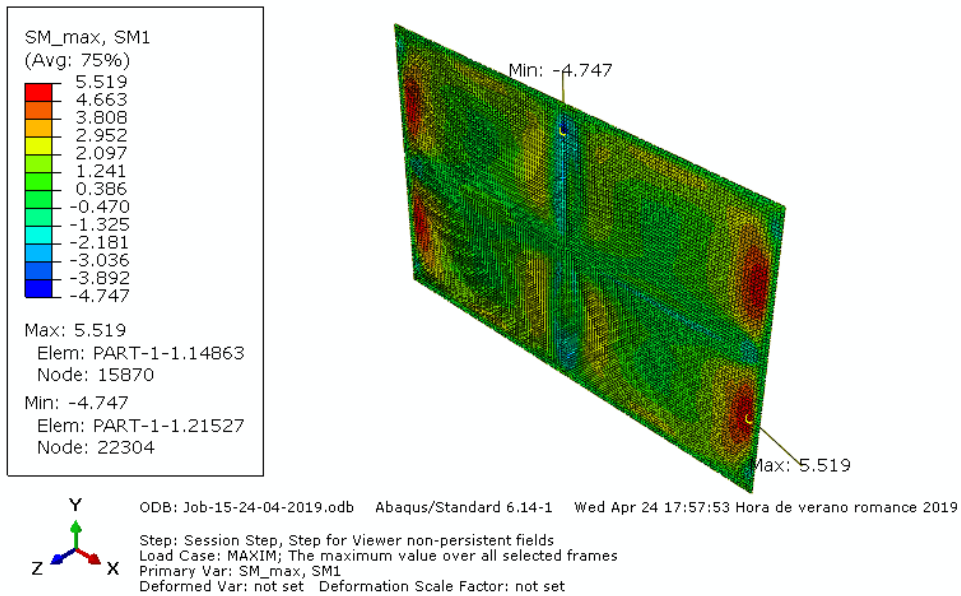 SM_max, SM1
(Avg: 75%)
5.519
4.663
3.808
2.952
2.097
1.241
0.386
-0.470
-1.325
-2.181
-3.036
-3.892
-4.747
Max: 5.519
Elem: PART-1-1.14863
Node: 15870
Min: -4.747
Elem: PART-1-1.21527
Node: 22304
Min: -4.747
Max: 5.519
Y
Z
X
ODB: Job-15-24-04-2019.odb Abaqus/Standard 6.14-1 Wed Apr 24 17:57:53 Hora de verano romance 2019
Step: Session Step, Step for Viewer non-persistent fields
Load Case: MAXIM; The maximum value over all selected frames
Primary Var: SM_max, SM1
Deformed Var: not set Deformation Scale Factor: not set